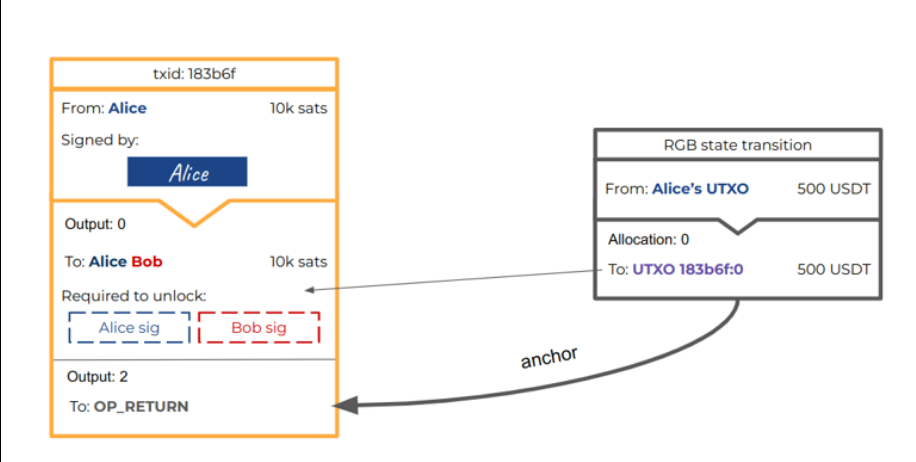 txid: 183b6f
From: Alice 10k sats
Signed by:
Alice
Output: 0
To: Alice Bob 10k sats
Required to unlock:
Alice sig Bob sig
Output: 2
To: OP_RETURN
RGB state transition
From: Alice's UTXO 500 USDT
Allocation: 0
To: UTXO 183b6f:0 500 USDT
anchor